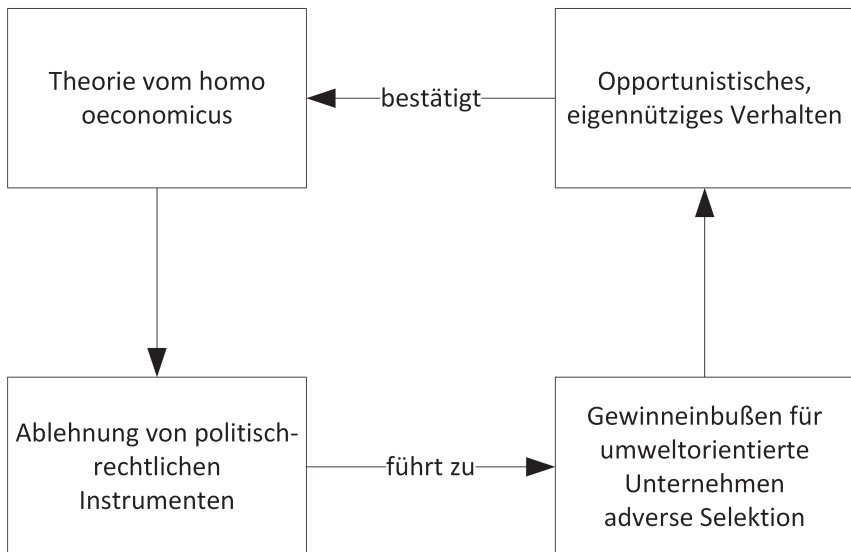 Theorie vom homo
oeconomicus
bestätigt
Opportunistisches,
eigennütziges Verhalten
Ablehnung von politisch-
rechtlichen
Instrumenten
führt zu
Gewinneinbußen für
umweltorientierte
Unternehmen
adverse Selektion